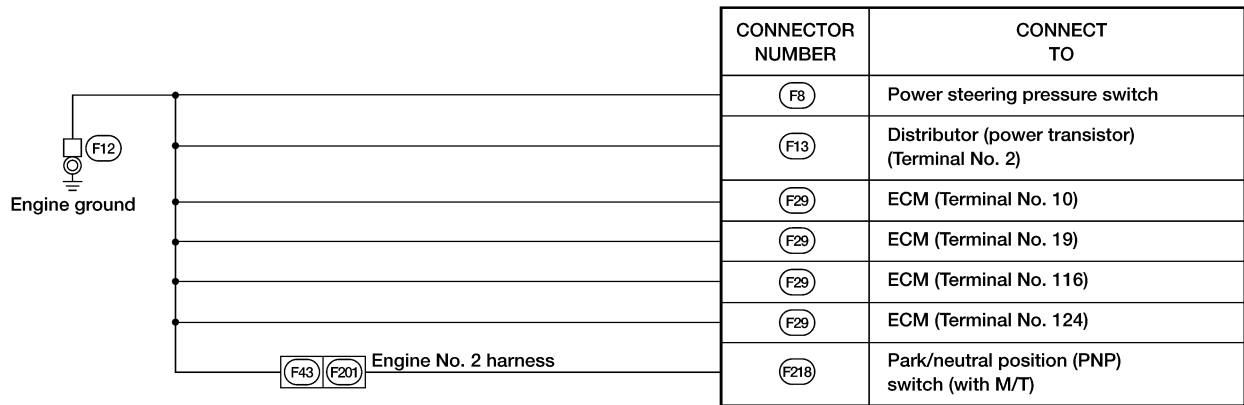 CONNECTOR NUMBER
CONNECT TO
F8
Power steering pressure switch
F12
Engine ground
F13
Distributor (power transistor)
(Terminal No. 2)
F29
ECM (Terminal No. 10)
F29
ECM (Terminal No. 19)
F29
ECM (Terminal No. 116)
F29
ECM (Terminal No. 124)
F43
F201
Engine No. 2 harness
F218
Park/neutral position (PNP)
switch (with M/T)